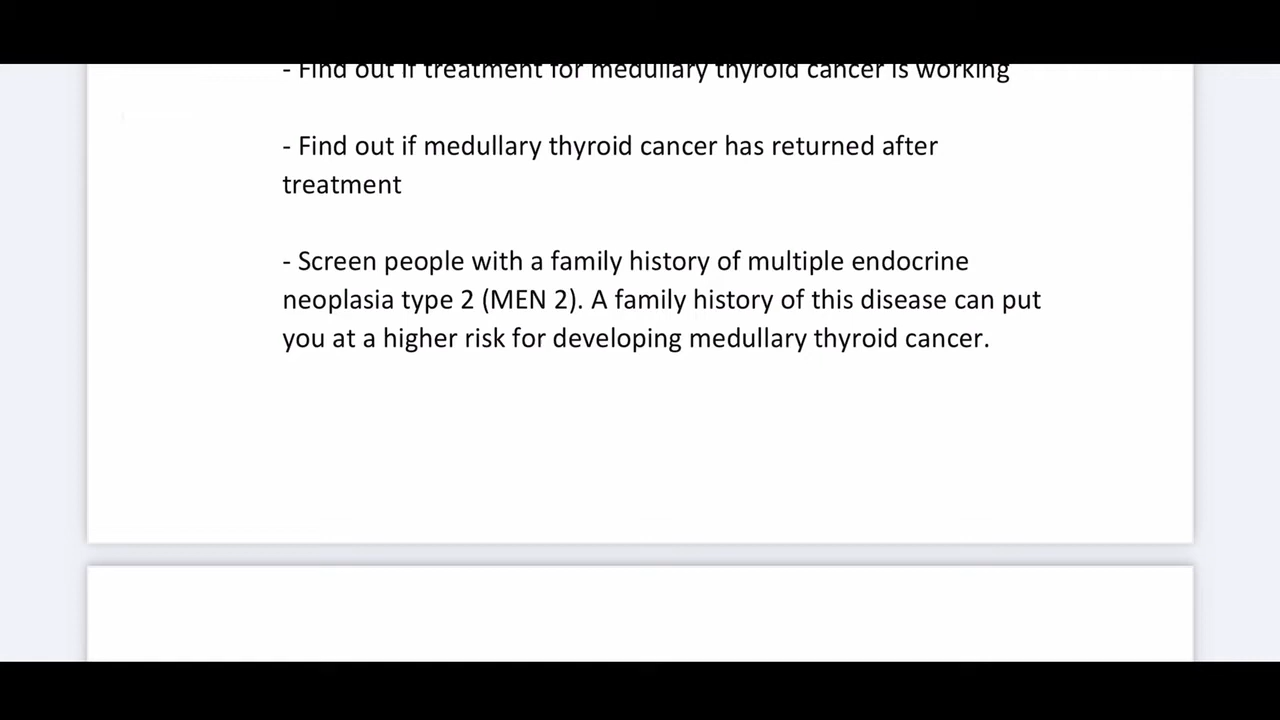 - Find out if treatment for medullary thyroid cancer is working
- Find out if medullary thyroid cancer has returned after
treatment
- Screen people with a family history of multiple endocrine
neoplasia type 2 (MEN 2). A family history of this disease can put
you at a higher risk for developing medullary thyroid cancer.